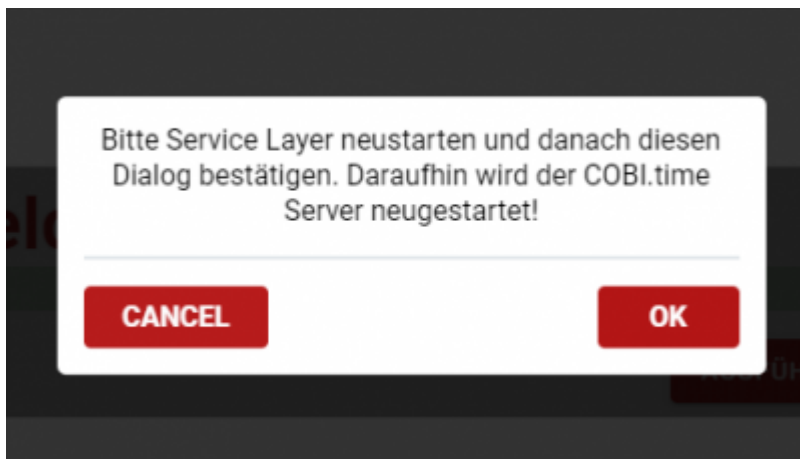 Bitte Service Layer neustarten und danach diesen
Dialog bestätigen. Daraufhin wird der COBI.time
Server neugestartet!
CANCEL
OK